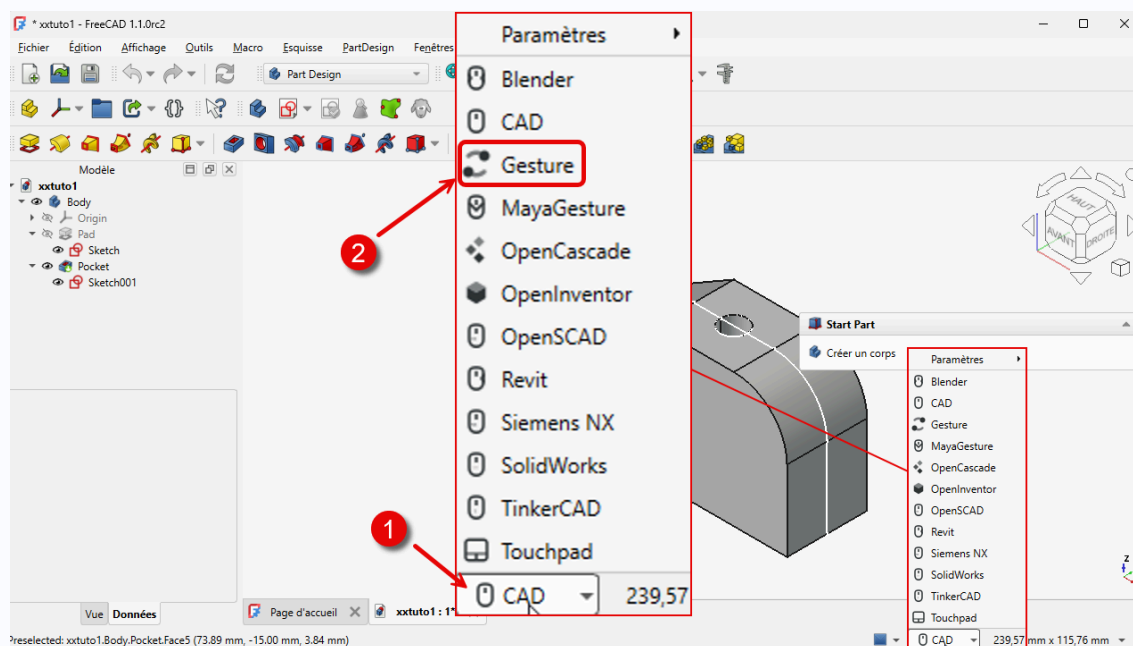 * xxtuto1 - FreeCAD 1.1.0rc2
Fichier Édition Affichage Outils Macro Esquisse PartDesign Fenêtres
Part Design
Modèle
xxtuto1
Body
Origin
Pad
Sketch
Pocket
Sketch001
Paramètres
Blender
CAD
Gesture
MayaGesture
OpenCascade
OpenInventor
OpenSCAD
Revit
Siemens NX
SolidWorks
TinkerCAD
Touchpad
CAD 239,57
2
1
HAUT
AVANT
DROITE
Start Part
Créer un corps
Paramètres
Blender
CAD
Gesture
MayaGesture
OpenCascade
OpenInventor
OpenSCAD
Revit
Siemens NX
SolidWorks
TinkerCAD
Touchpad
CAD 239,57 mm x 115,76 mm
Z
Vue Données
Page d'accueil xxtuto1 : 1*
Preselected: xxtuto1.Body.Pocket.Face5 (73.89 mm, -15.00 mm, 3.84 mm)